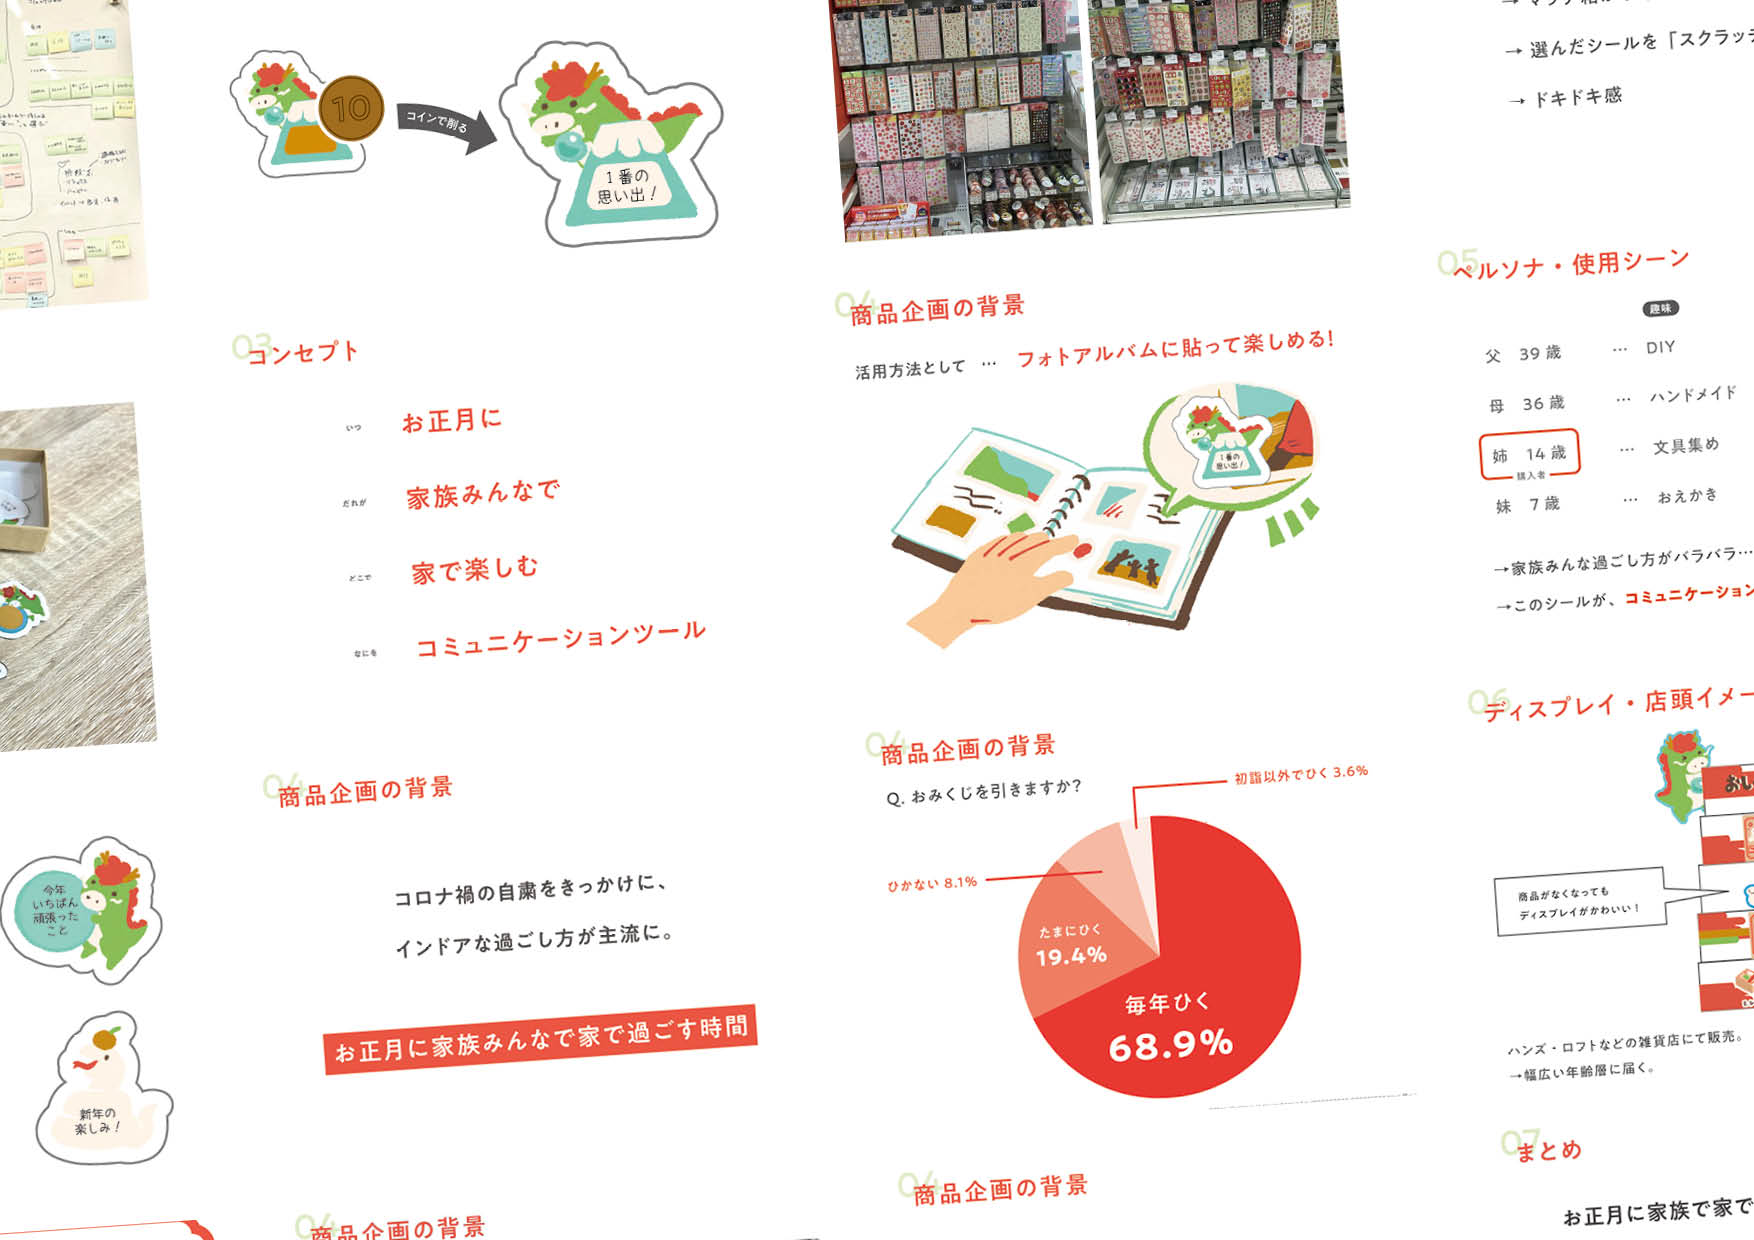 10
コインで削る
1番の
思い出！
03
コンセプト
いつ
お正月に
だれが
家族みんなで
どこで
家で楽しむ
なにを
コミュニケーションツール
今年
いちばん
頑張った
こと
新年の
楽しみ！
04
商品企画の背景
コロナ禍の自粛をきっかけに、
インドアな過ごし方が主流に。
お正月に家族みんなで家で過ごす時間
04
商品企画の背景
04
商品企画の背景
活用方法として … フォトアルバムに貼って楽しめる!
1番の
思い出！
04
商品企画の背景
Q. おみくじを引きますか?
初詣以外でひく 3.6%
ひかない 8.1%
たまにひく
19.4%
毎年ひく
68.9%
04
商品企画の背景
→ 選んだシールを「スクラッチ
→ ドキドキ感
05
ペルソナ・使用シーン
趣味
父 39歳 … DIY
母 36歳 … ハンドメイド
姉 14歳 … 文具集め
購入者
妹 7歳 … おえかき
→家族みんな過ごし方がバラバラ…
→このシールが、コミュニケーション
06
ディスプレイ・店頭イメー
商品がなくなっても
ディスプレイがかわいい！
ハンズ・ロフトなどの雑貨店にて販売。
→幅広い年齢層に届く。
07
まとめ
お正月に家族で家で